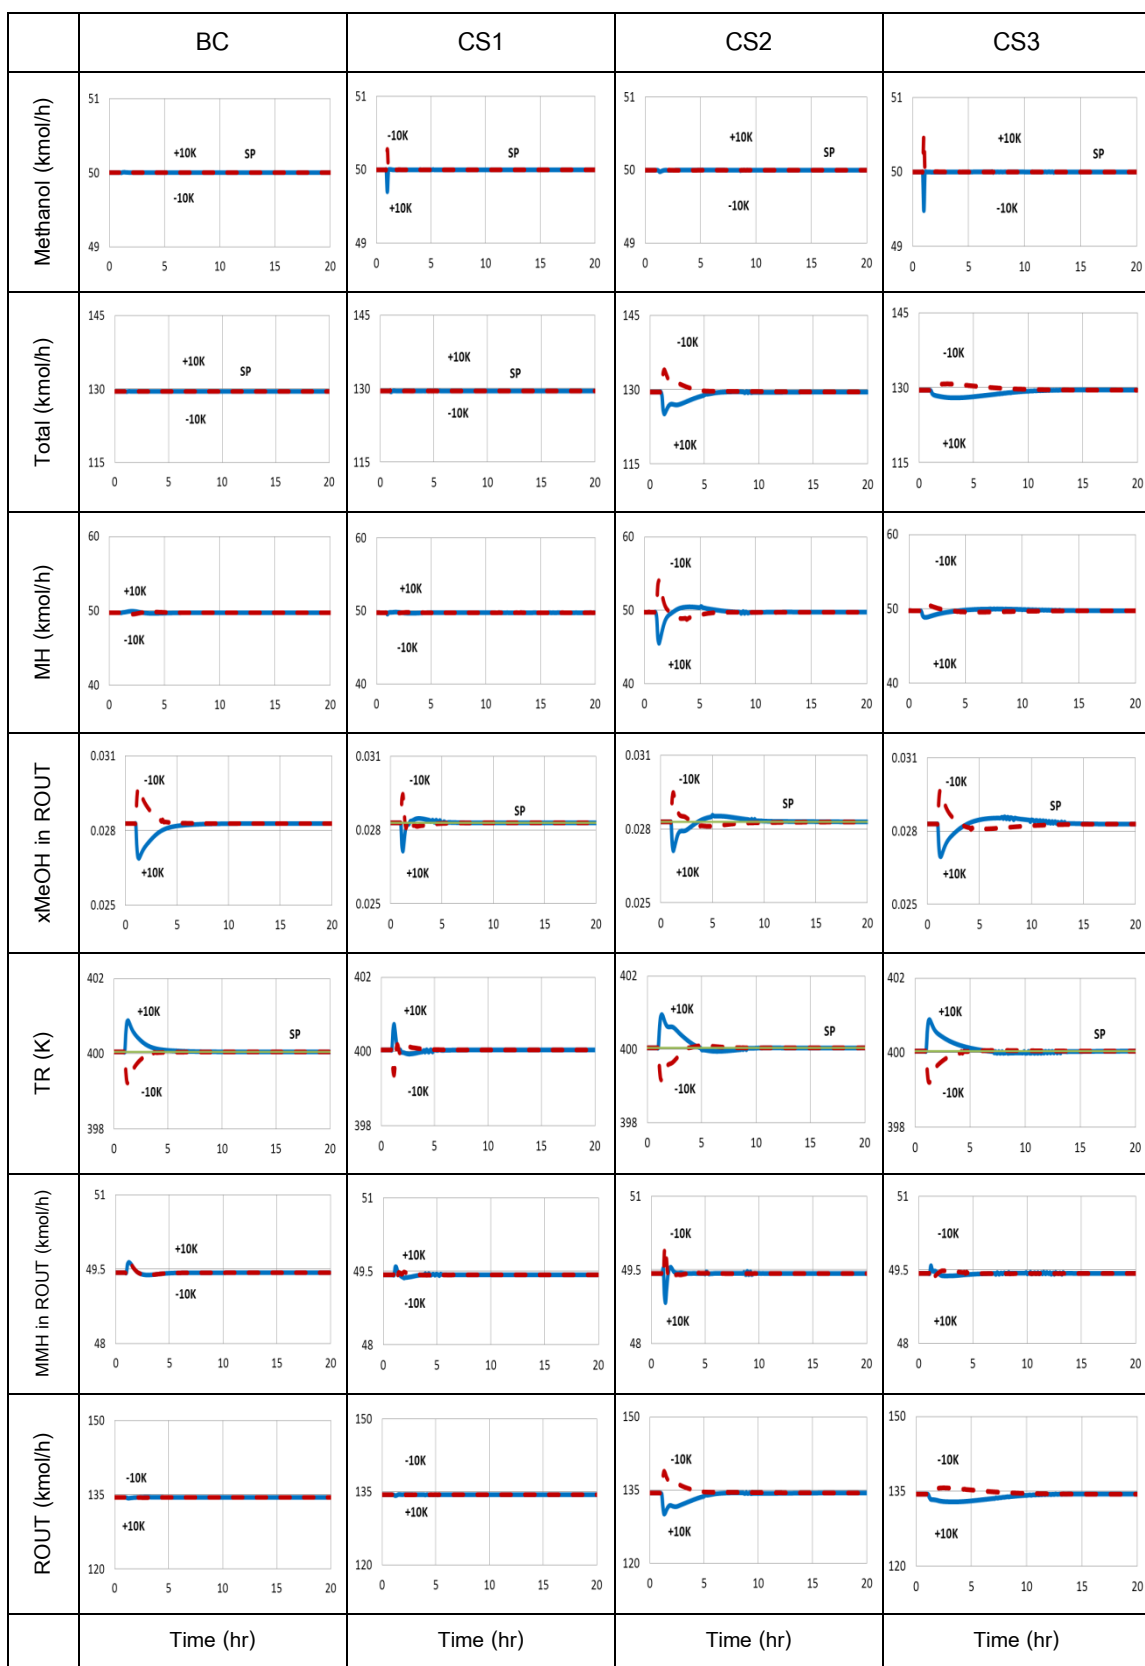 BC CS1 CS2 CS3
Methanol (kmol/h)
51
50
49
+10K SP
-10K
0 5 10 15 20
51
50
49
-10K
SP
+10K
0 5 10 15 20
51
50
49
+10K
SP
-10K
0 5 10 15 20
51
50
49
+10K
SP
-10K
0 5 10 15 20
Total (kmol/h)
145
130
115
+10K
SP
-10K
0 5 10 15 20
145
130
115
+10K
SP
-10K
0 5 10 15 20
145
130
115
-10K
+10K
0 5 10 15 20
145
130
115
-10K
+10K
0 5 10 15 20
MH (kmol/h)
60
50
40
+10K
-10K
0 5 10 15 20
60
50
40
+10K
-10K
0 5 10 15 20
60
50
40
-10K
+10K
0 5 10 15 20
60
50
40
-10K
+10K
0 5 10 15 20
xMeOH in ROUT
0.031
0.028
0.025
-10K
+10K
0 5 10 15 20
0.031
0.028
0.025
-10K
SP
+10K
0 5 10 15 20
0.031
0.028
0.025
-10K
SP
+10K
0 5 10 15 20
0.031
0.028
0.025
-10K
SP
+10K
0 5 10 15 20
TR (K)
402
400
398
+10K
SP
-10K
0 5 10 15 20
402
400
398
+10K
-10K
0 5 10 15 20
402
400
398
+10K
SP
-10K
0 5 10 15 20
402
400
398
+10K
SP
-10K
0 5 10 15 20
MMH in ROUT (kmol/h)
51
49.5
48
+10K
-10K
0 5 10 15 20
51
49.5
48
+10K
-10K
0 5 10 15 20
51
49.5
48
-10K
+10K
0 5 10 15 20
51
49.5
48
-10K
+10K
0 5 10 15 20
ROUT (kmol/h)
150
135
120
-10K
+10K
0 5 10 15 20
150
135
120
-10K
+10K
0 5 10 15 20
150
135
120
-10K
+10K
0 5 10 15 20
150
135
120
-10K
+10K
0 5 10 15 20
Time (hr) Time (hr) Time (hr) Time (hr)